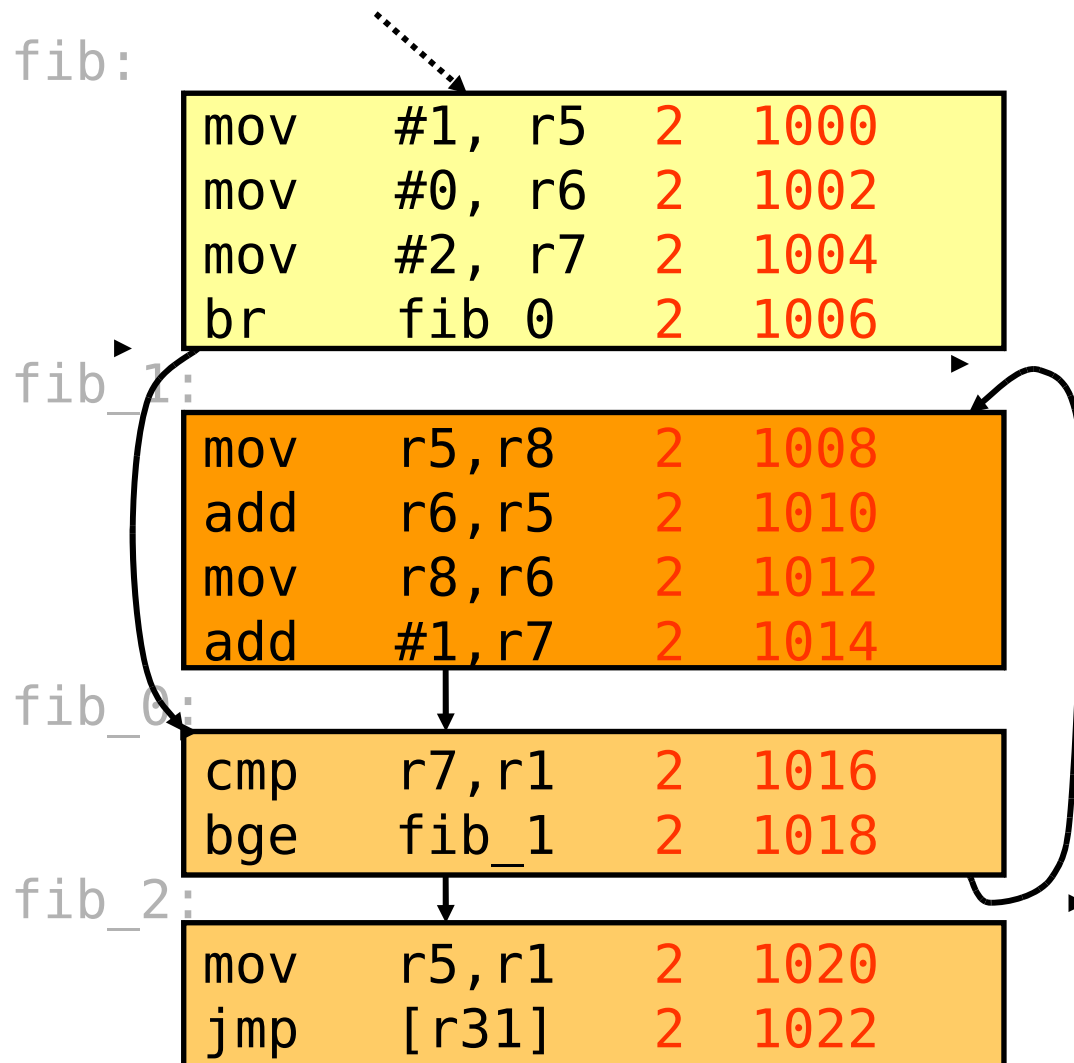 fib:
mov #1, r5 2 1000
mov #0, r6 2 1002
mov #2, r7 2 1004
br fib 0 2 1006
fib_1:
mov r5,r8 2 1008
add r6,r5 2 1010
mov r8,r6 2 1012
add #1,r7 2 1014
fib_0:
cmp r7,r1 2 1016
bge fib_1 2 1018
fib_2:
mov r5,r1 2 1020
jmp [r31] 2 1022